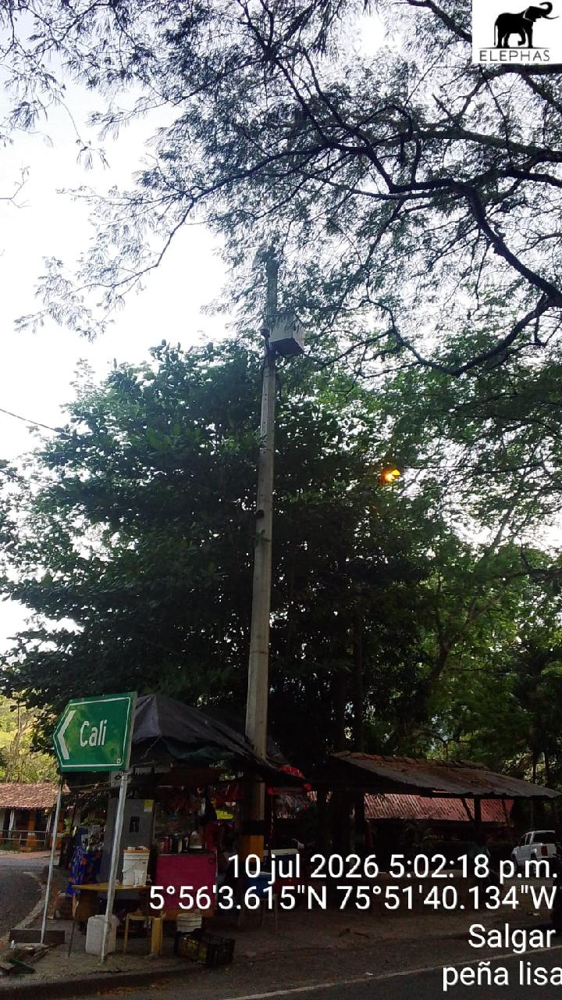 ELEPHAS
Cali
10 jul 2026 5:02:18 p.m.
5°56'3.615"N 75°51'40.134"W
Salgar
peña lisa